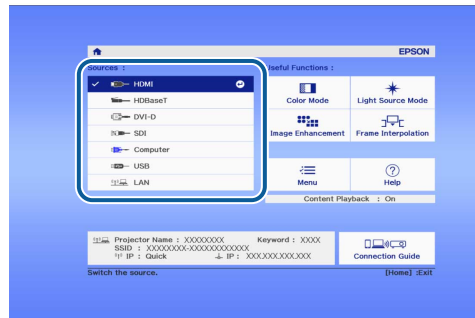 EPSON
Sources :
Useful Functions :
HDMI
HDBaseT
DVI-D
SDI
Computer
USB
LAN
Color Mode
Light Source Mode
Image Enhancement
Frame Interpolation
Menu
Help
Content Playback : On
Projector Name : XXXXXXXX Keyword : XXXX
SSID : XXXXXXXX-XXXXXXXXXXXX
IP : Quick IP : XXX.XXX.XXX.XXX
Connection Guide
Switch the source. [Home] :Exit